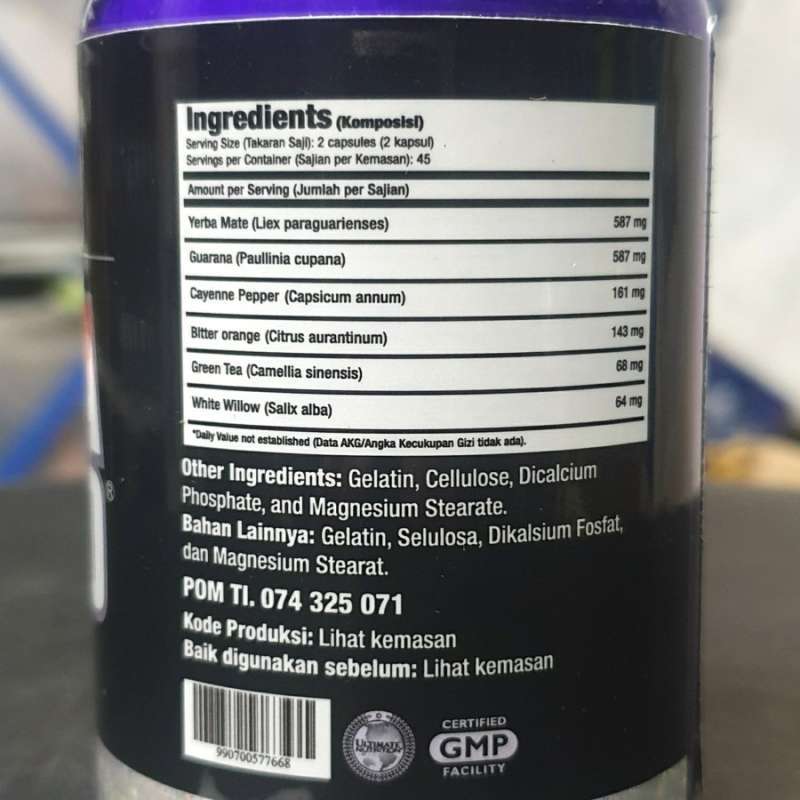 Ingredients (Komposisi)
Serving Size (Takaran Saji): 2 capsules (2 kapsul)
Servings per Container (Sajian per Kemasan): 45
Amount per Serving (Jumlah per Sajian)
Yerba Mate (Liex paraguarienses) 587 mg
Guarana (Paullinia cupana) 587 mg
Cayenne Pepper (Capsicum annum) 161 mg
Bitter orange (Citrus aurantinum) 143 mg
Green Tea (Camellia sinensis) 68 mg
White Willow (Salix alba) 64 mg
*Daily Value not established (Data AKG/Angka Kecukupan Gizi tidak ada).
Other Ingredients: Gelatin, Cellulose, Dicalcium
Phosphate, and Magnesium Stearate.
Bahan Lainnya: Gelatin, Selulosa, Dikalsium Fosfat,
dan Magnesium Stearat.
POM TI. 074 325 071
Kode Produksi: Lihat kemasan
Baik digunakan sebelum: Lihat kemasan
990700577668
ULTIMATE NUTRITION
CERTIFIED
GMP
FACILITY
®